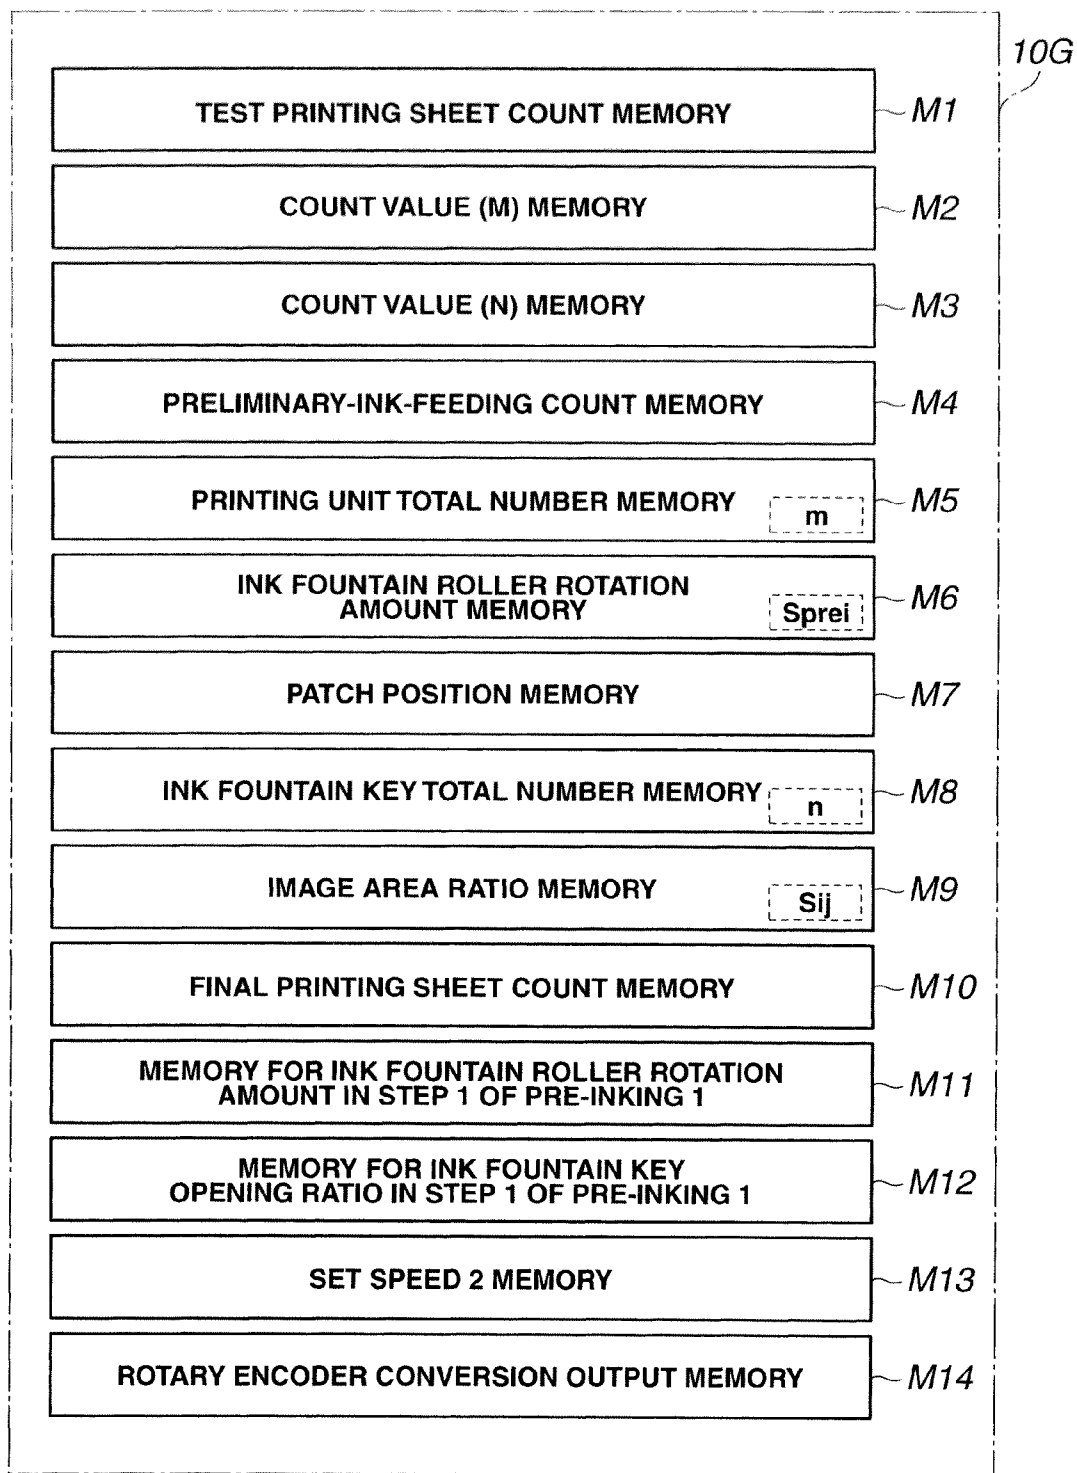 10G
TEST PRINTING SHEET COUNT MEMORY M1
COUNT VALUE (M) MEMORY M2
COUNT VALUE (N) MEMORY M3
PRELIMINARY-INK-FEEDING COUNT MEMORY M4
PRINTING UNIT TOTAL NUMBER MEMORY M5
m
INK FOUNTAIN ROLLER ROTATION
AMOUNT MEMORY M6
Sprei
PATCH POSITION MEMORY M7
INK FOUNTAIN KEY TOTAL NUMBER MEMORY M8
n
IMAGE AREA RATIO MEMORY M9
Sij
FINAL PRINTING SHEET COUNT MEMORY M10
MEMORY FOR INK FOUNTAIN ROLLER ROTATION
AMOUNT IN STEP 1 OF PRE-INKING 1 M11
MEMORY FOR INK FOUNTAIN KEY
OPENING RATIO IN STEP 1 OF PRE-INKING 1 M12
SET SPEED 2 MEMORY M13
ROTARY ENCODER CONVERSION OUTPUT MEMORY M14